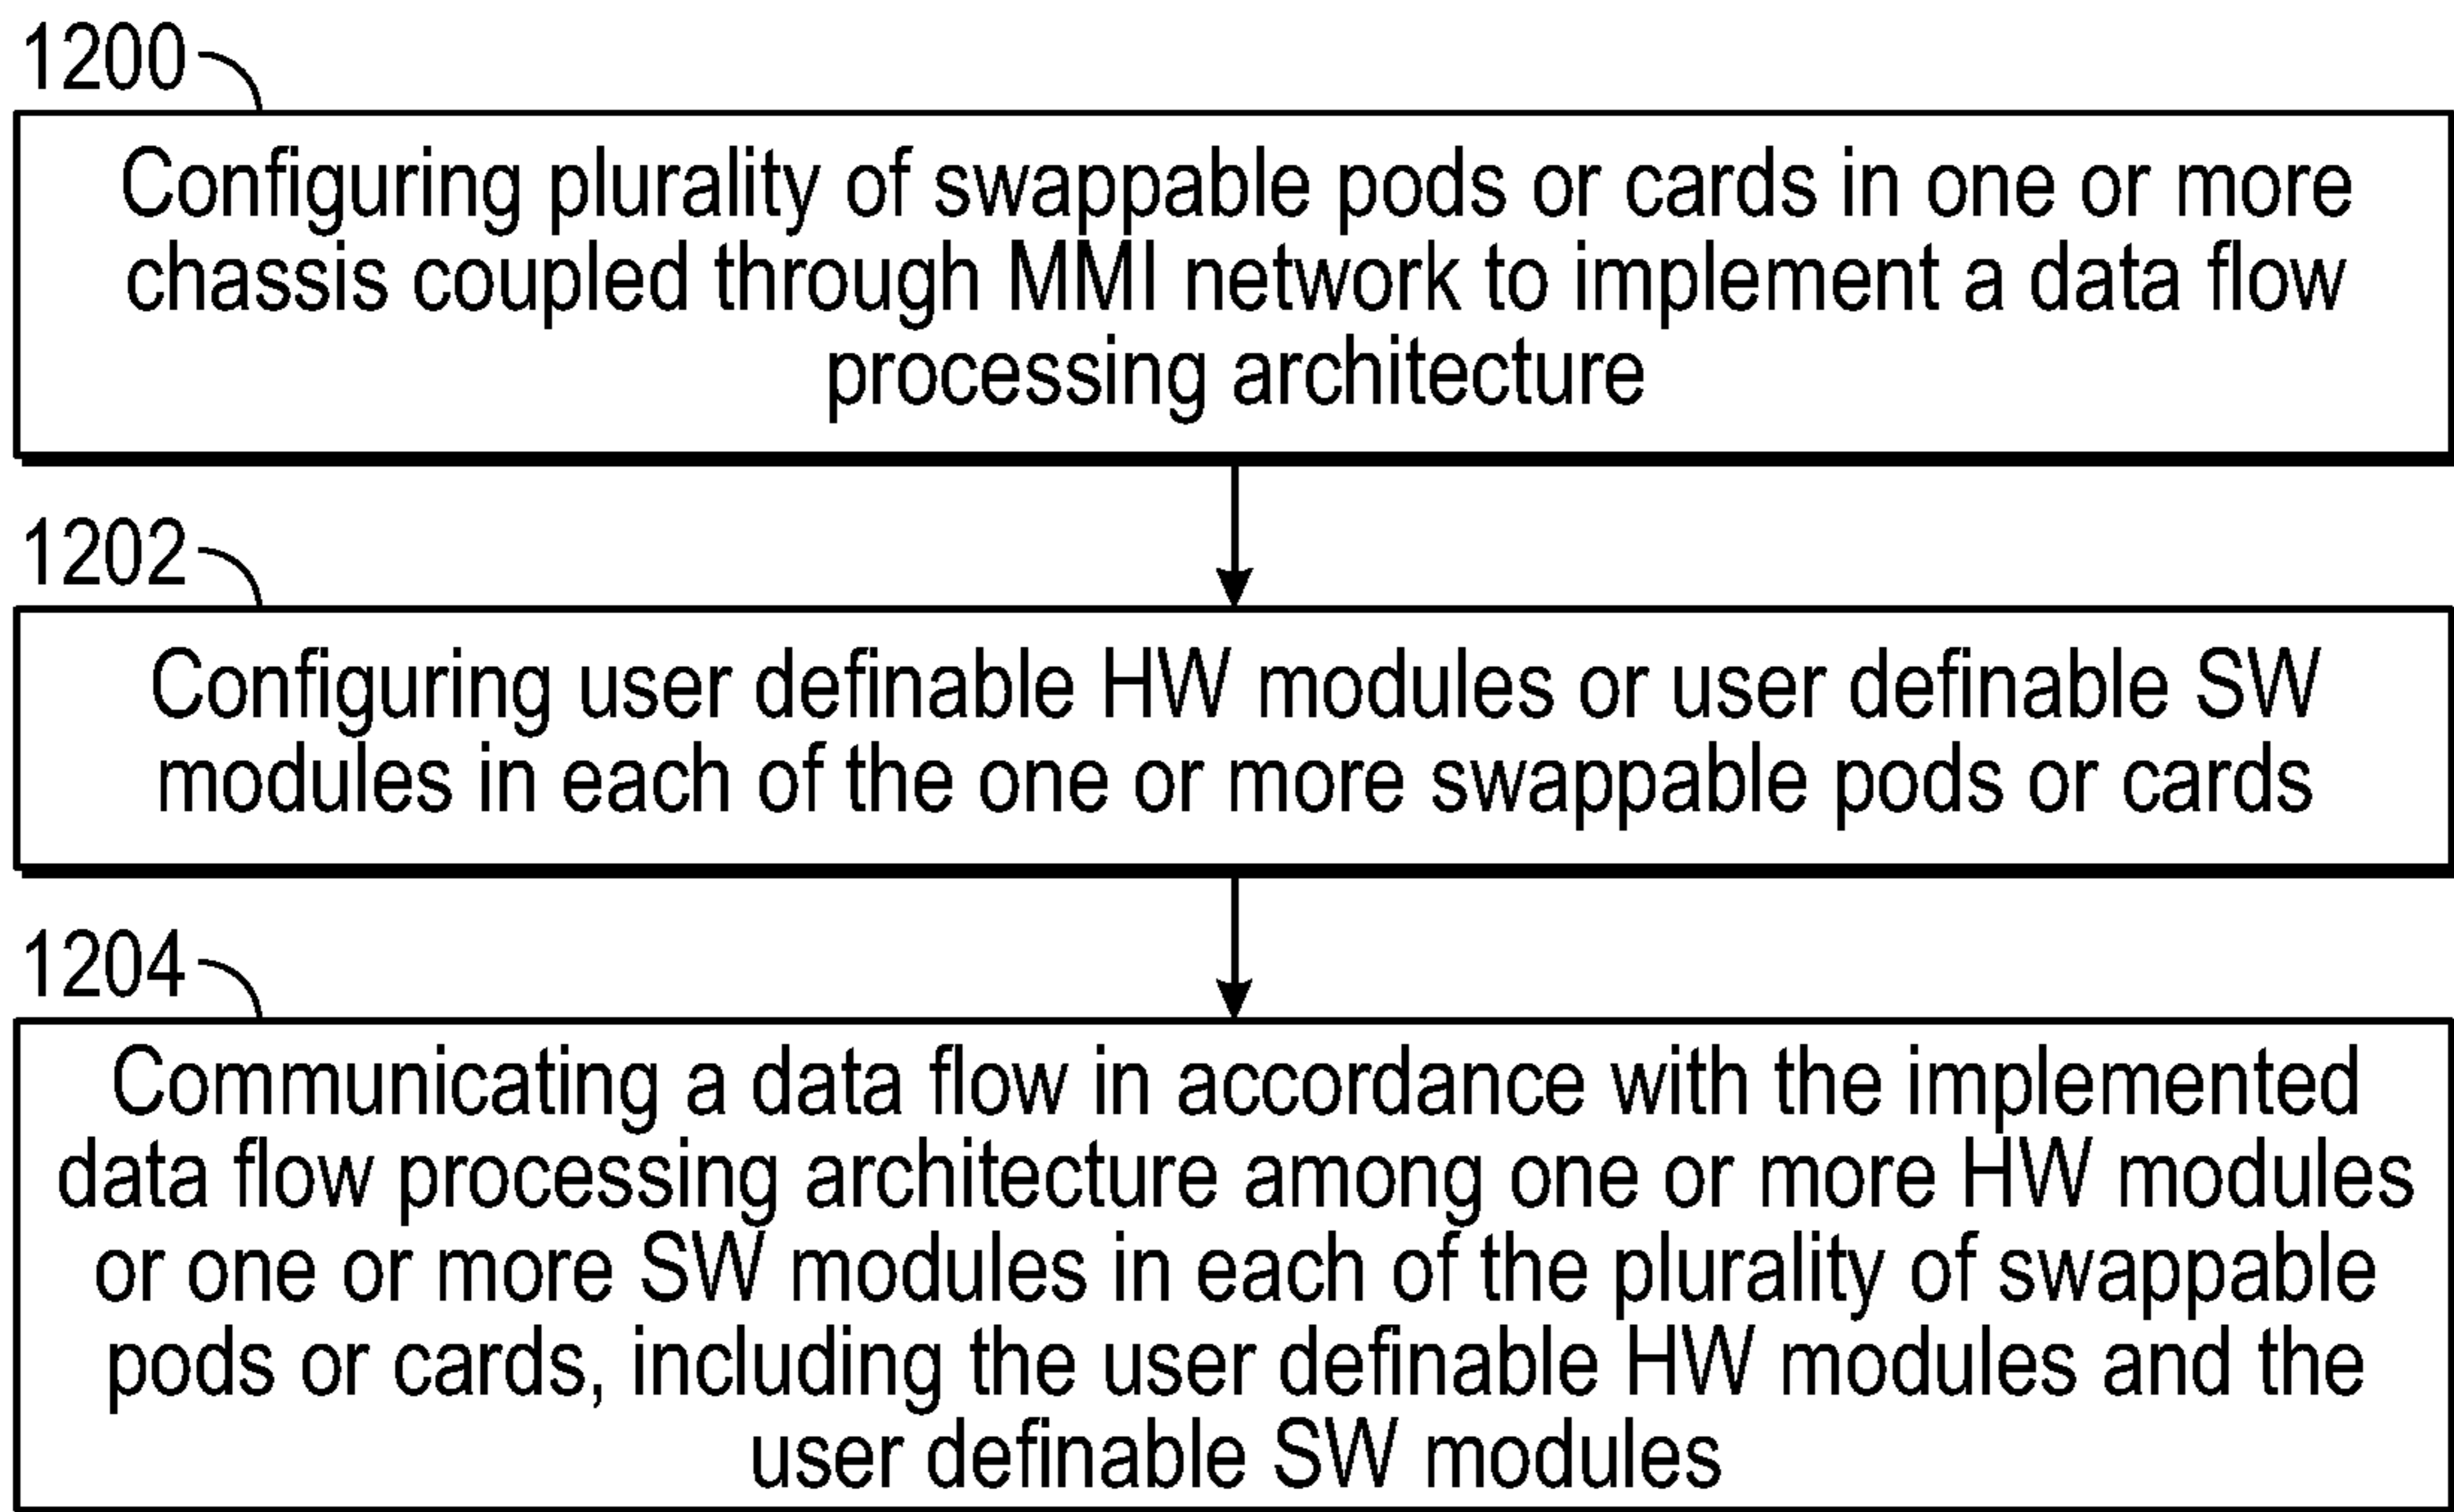 1200
Configuring plurality of swappable pods or cards in one or more
chassis coupled through MMI network to implement a data flow
processing architecture
1202
Configuring user definable HW modules or user definable SW
modules in each of the one or more swappable pods or cards
1204
Communicating a data flow in accordance with the implemented
data flow processing architecture among one or more HW modules
or one or more SW modules in each of the plurality of swappable
pods or cards, including the user definable HW modules and the
user definable SW modules